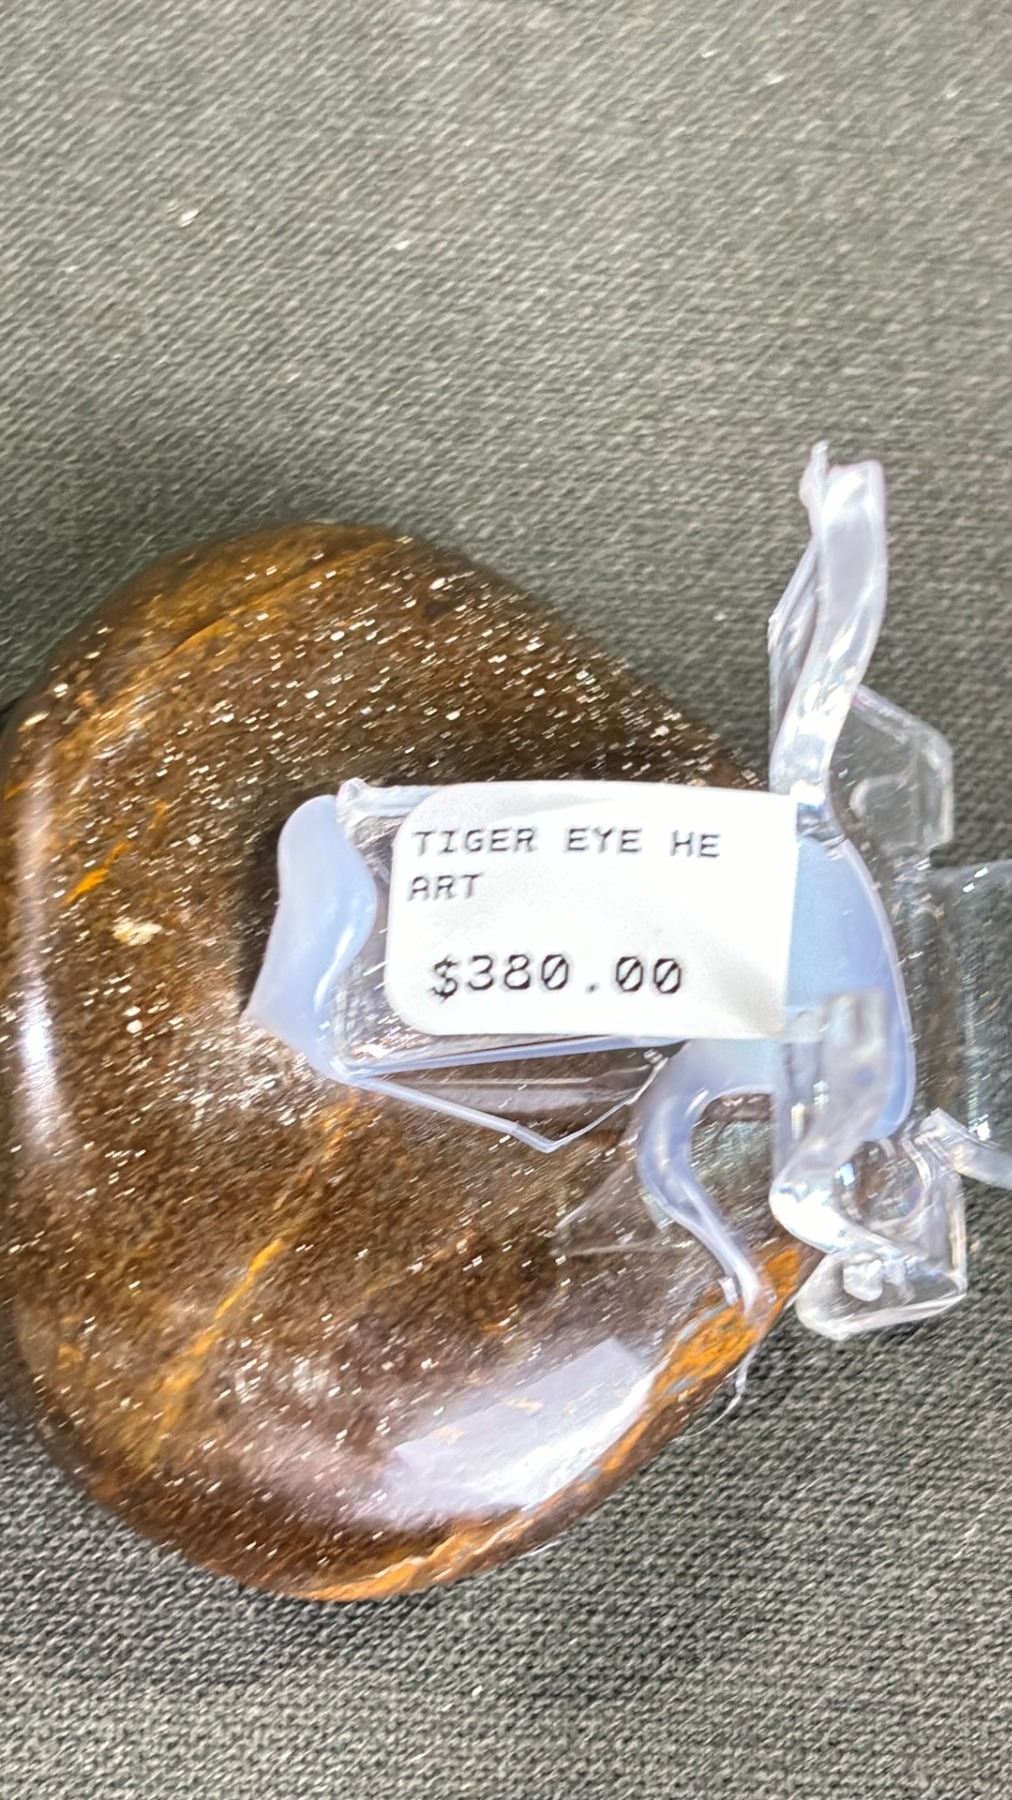 TIGER EYE HE
ART
$380.00